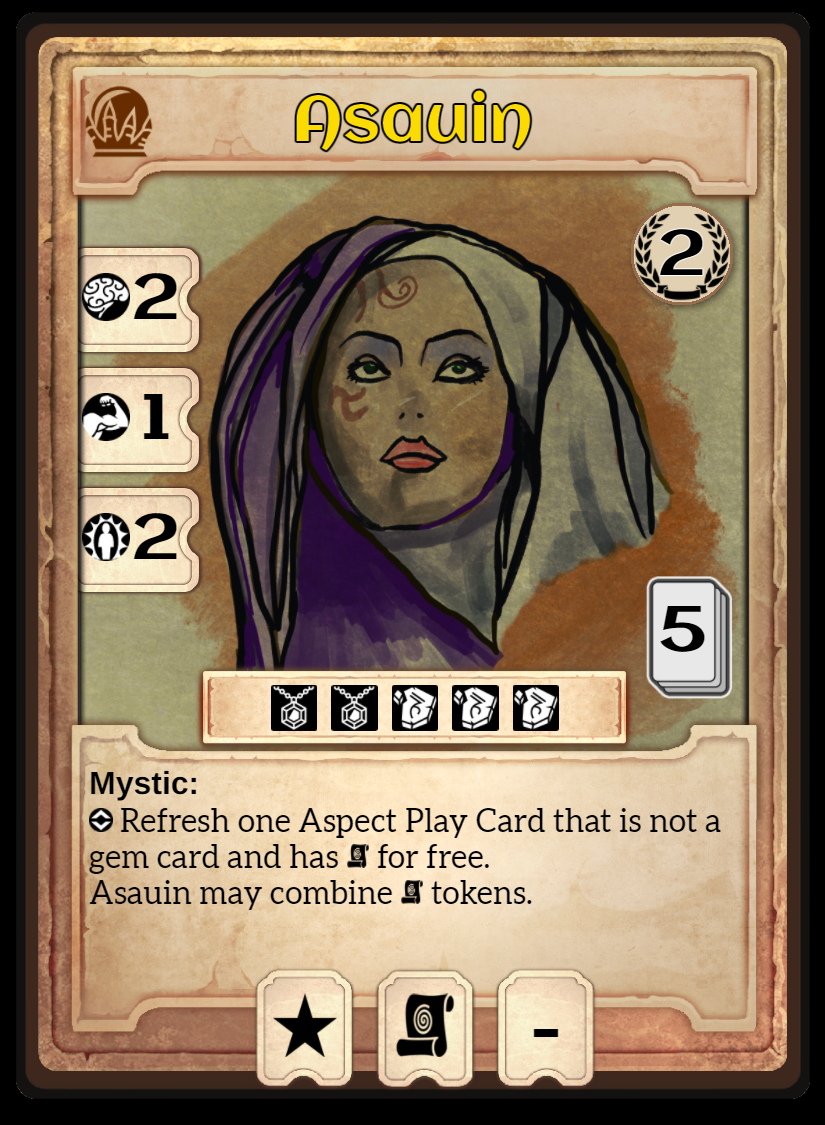 Asauin
2
2
1
2
5
Mystic:
Refresh one Aspect Play Card that is not a
gem card and has for free.
Asauin may combine tokens.
-